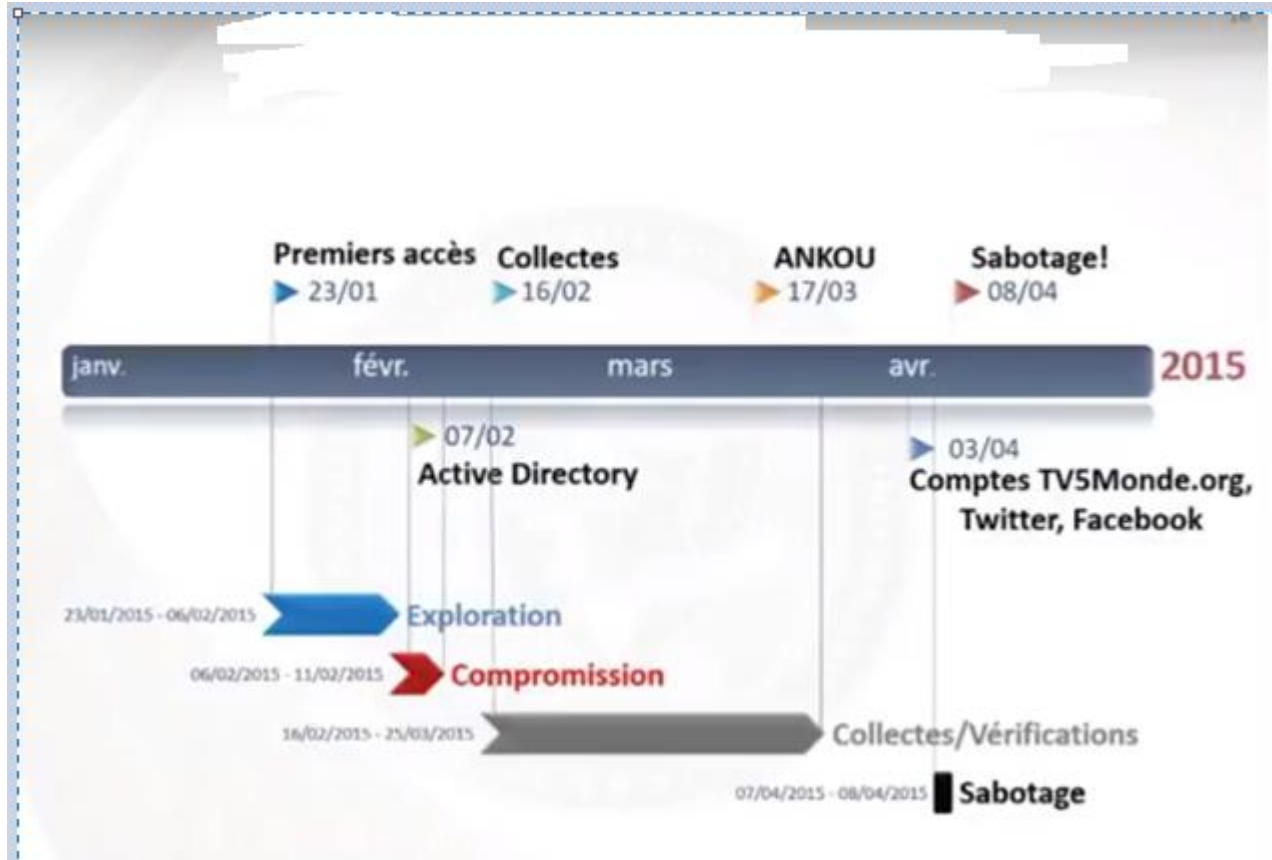 Premiers accès
23/01
Collectes
16/02
ANKOU
17/03
Sabotage!
08/04
janv.
févr.
mars
avr.
2015
07/02
Active Directory
03/04
Comptes TV5Monde.org,
Twitter, Facebook
23/01/2015 - 06/02/2015
Exploration
06/02/2015 - 11/02/2015
Compromission
16/02/2015 - 25/03/2015
Collectes/Vérifications
07/04/2015 - 08/04/2015
Sabotage